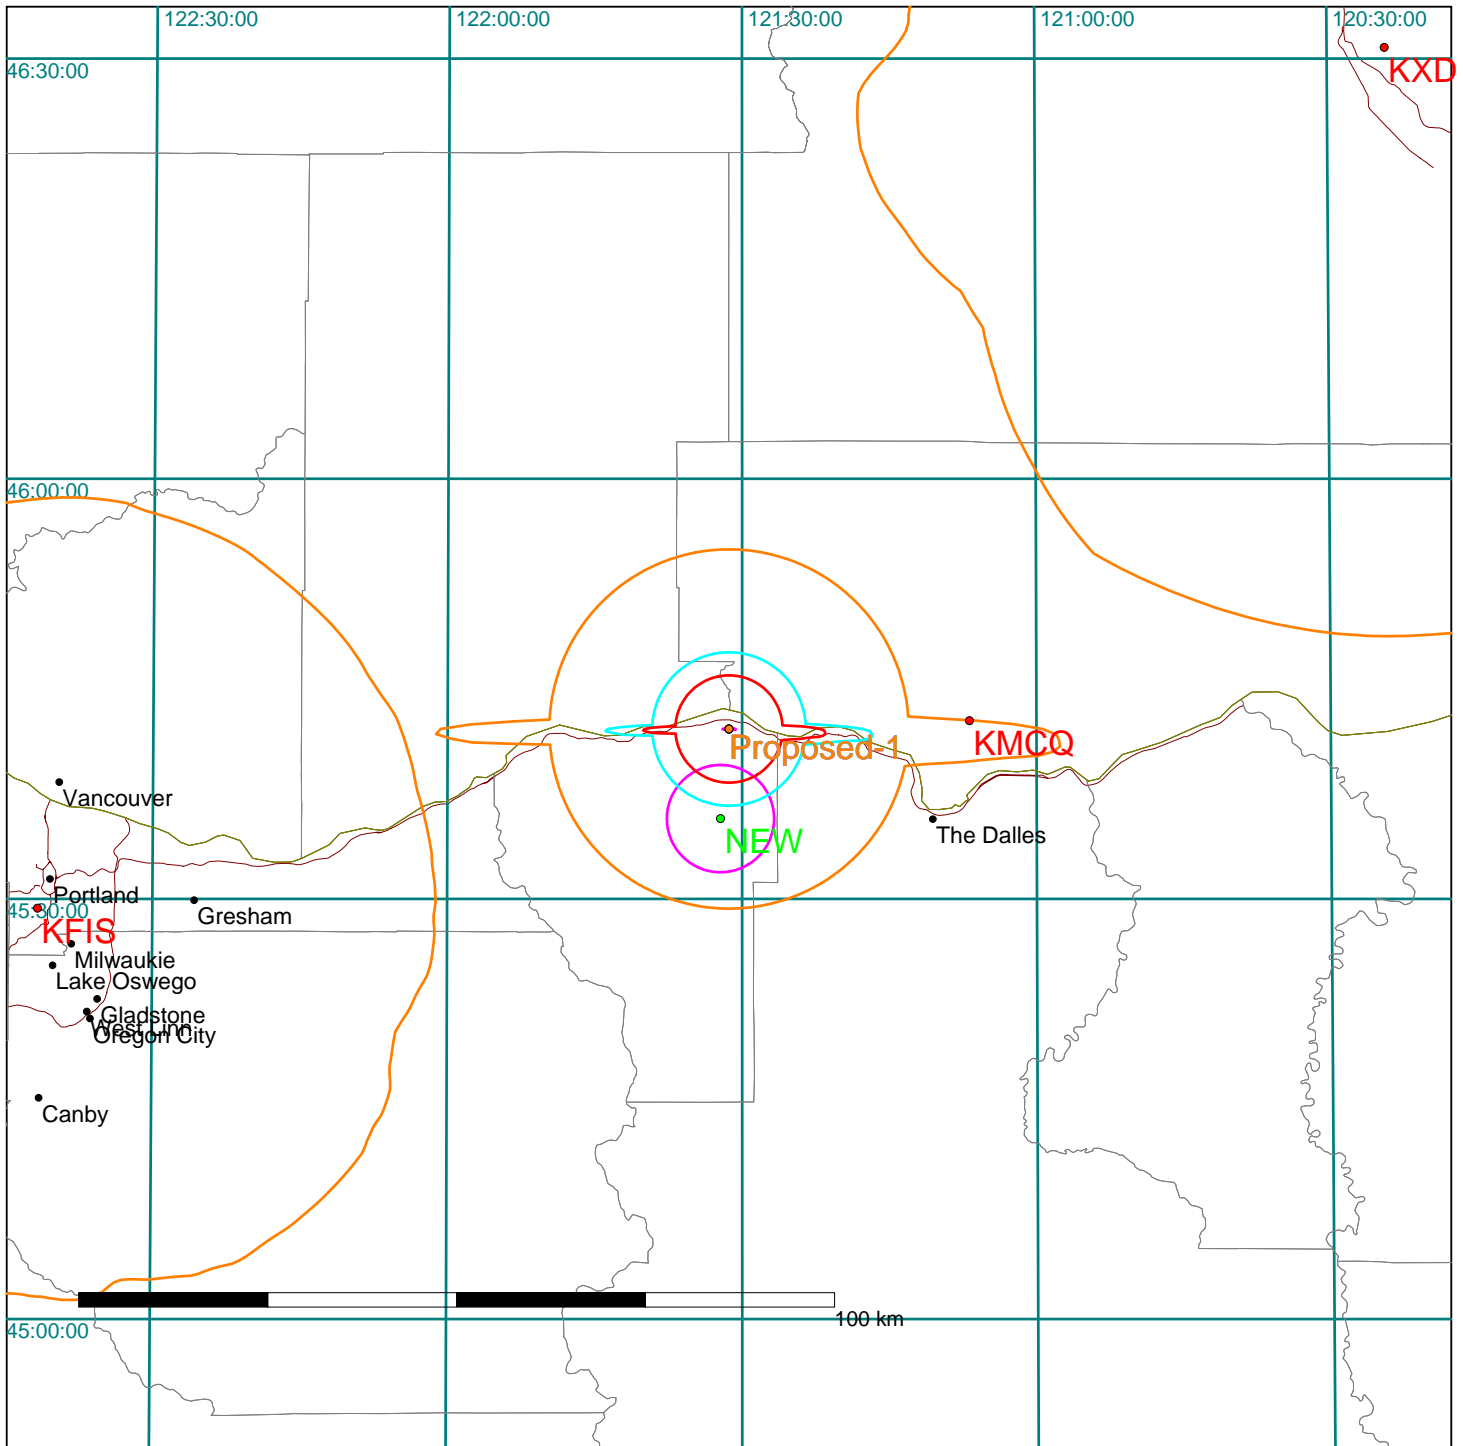 122:30:00
122:00:00
121:30:00
121:00:00
120:30:00
KXD
46:30:00
46:00:00
Proposed-1
KMCQ
Vancouver
The Dalles
NEW
Portland
45:30:00
Gresham
KFIS
Milwaukie
Lake Oswego
Gladstone
West Linn
Oregon City
Canby
100 km
45:00:00